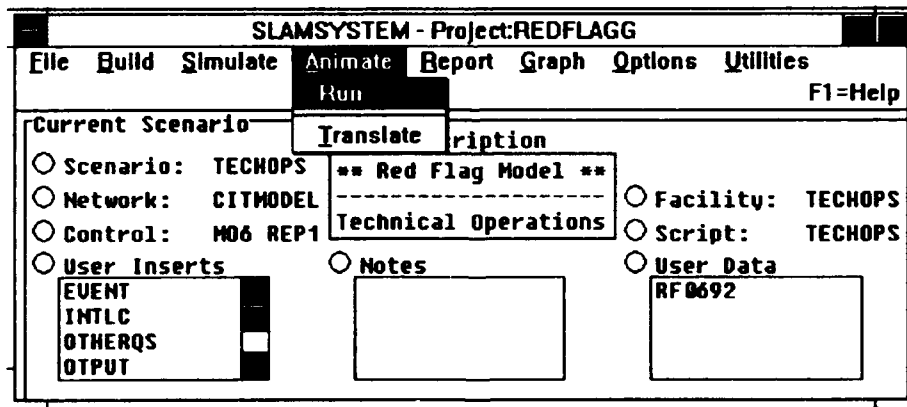 SLAMSYSTEM - Project:REDFLAGG
File Build Simulate Animate Report Graph Options Utilities
Run F1=Help
Current Scenario
Translate ription
Scenario: TECHOPS ** Red Flag Model **
Network: CITMODEL -------------------- Facility: TECHOPS
Control: M06 REP1 Technical Operations Script: TECHOPS
User Inserts Notes User Data
EVENT RF0692
INTLC
OTHERQS
OTPUT